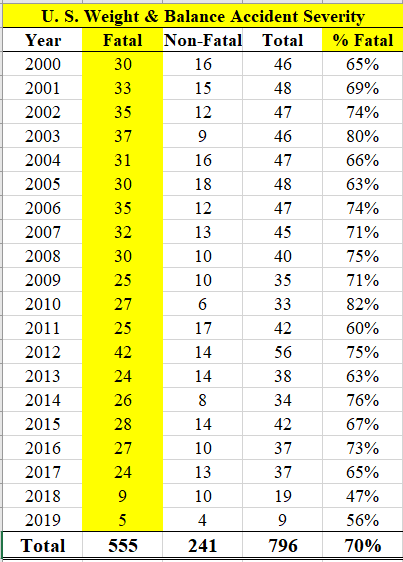 U. S. Weight & Balance Accident Severity
Year Fatal Non-Fatal Total % Fatal
2000 30 16 46 65%
2001 33 15 48 69%
2002 35 12 47 74%
2003 37 9 46 80%
2004 31 16 47 66%
2005 30 18 48 63%
2006 35 12 47 74%
2007 32 13 45 71%
2008 30 10 40 75%
2009 25 10 35 71%
2010 27 6 33 82%
2011 25 17 42 60%
2012 42 14 56 75%
2013 24 14 38 63%
2014 26 8 34 76%
2015 28 14 42 67%
2016 27 10 37 73%
2017 24 13 37 65%
2018 9 10 19 47%
2019 5 4 9 56%
Total 555 241 796 70%